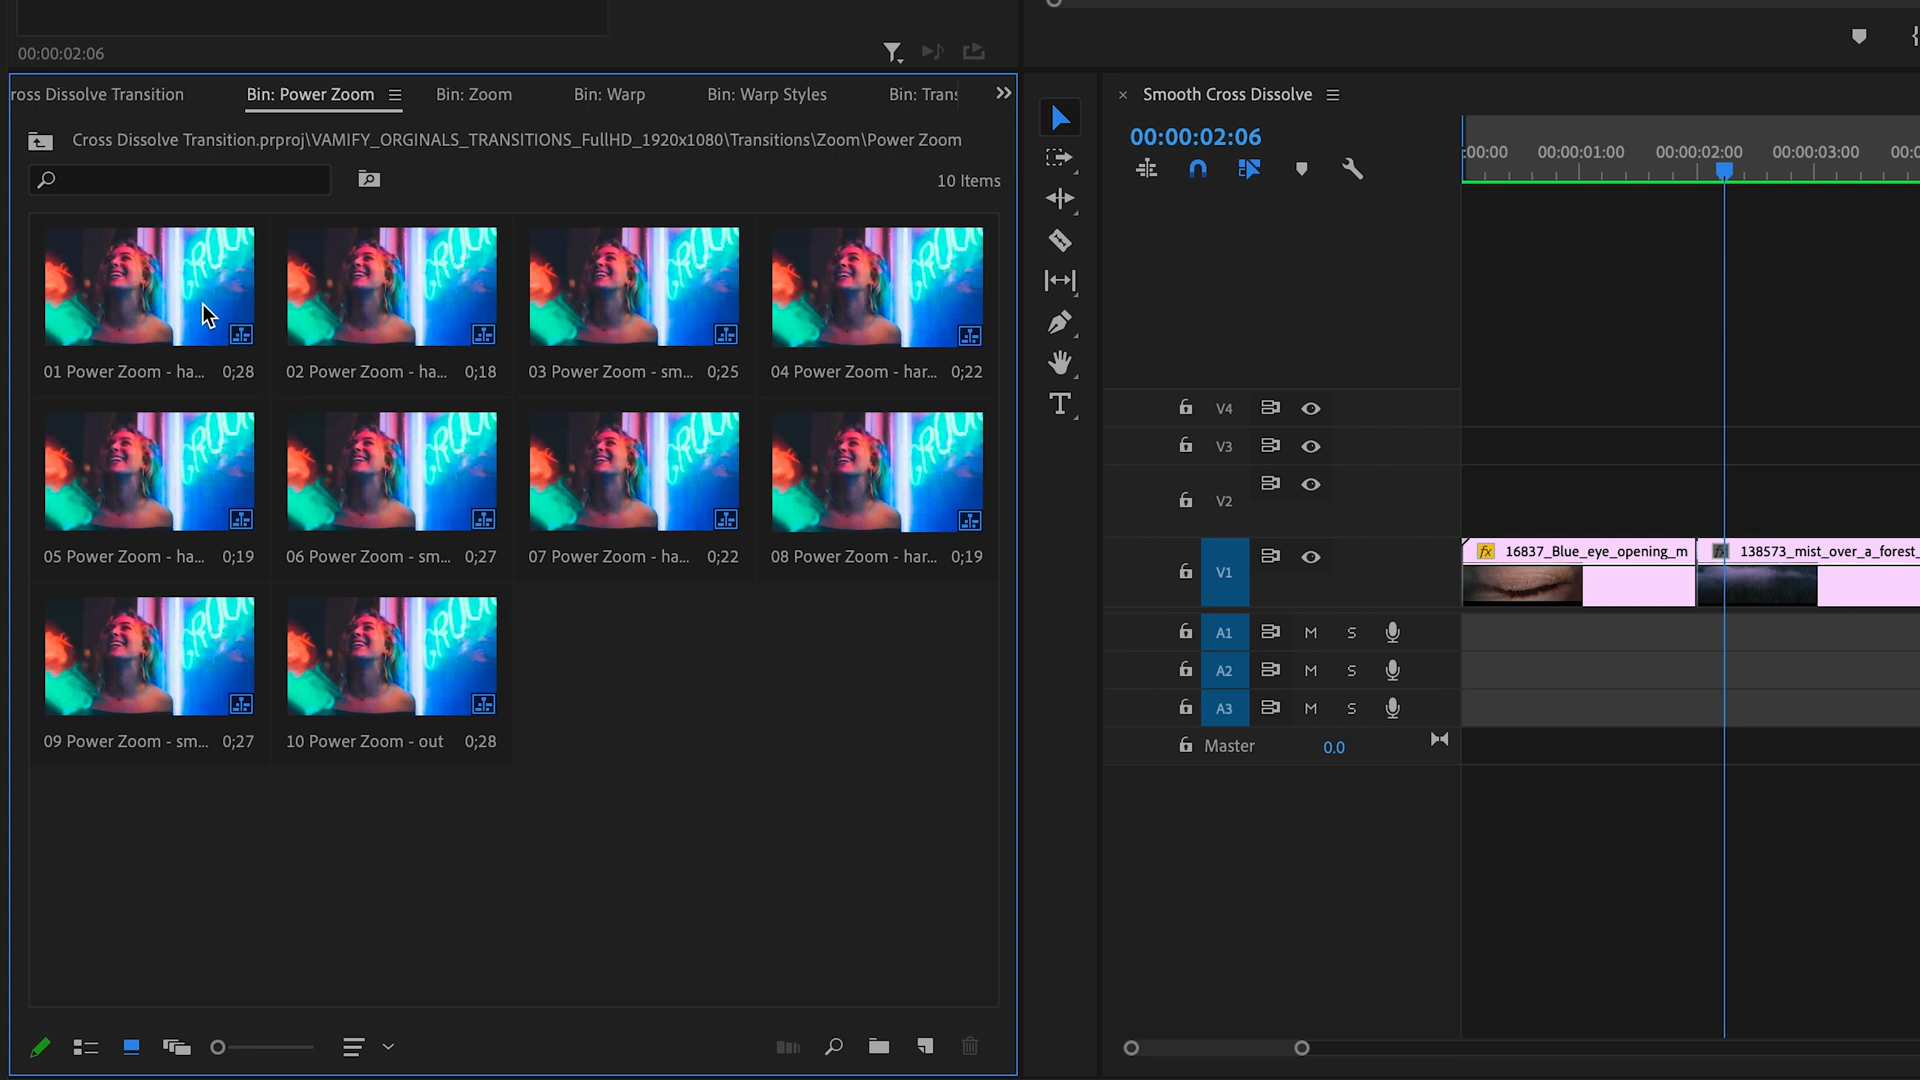 00:00:02:06
ross Dissolve Transition
Bin: Power Zoom
Bin: Zoom
Bin: Warp
Bin: Warp Styles
Bin: Trans
Cross Dissolve Transition.prproj\VAMIFY_ORGINALS_TRANSITIONS_FullHD_1920x1080\Transitions\Zoom\Power Zoom
10 Items
01 Power Zoom - ha... 0;28
02 Power Zoom - ha... 0;18
03 Power Zoom - sm... 0;25
04 Power Zoom - har... 0;22
05 Power Zoom - ha... 0;19
06 Power Zoom - sm... 0;27
07 Power Zoom - ha... 0;22
08 Power Zoom - har... 0;19
09 Power Zoom - sm... 0;27
10 Power Zoom - out 0;28
Smooth Cross Dissolve
00:00:02:06
:00:00 00:00:01:00 00:00:02:00 00:00:03:00 00:0
V4
V3
V2
V1
fx 16837_Blue_eye_opening_m
fx 138573_mist_over_a_forest_
A1 M S
A2 M S
A3 M S
Master 0.0